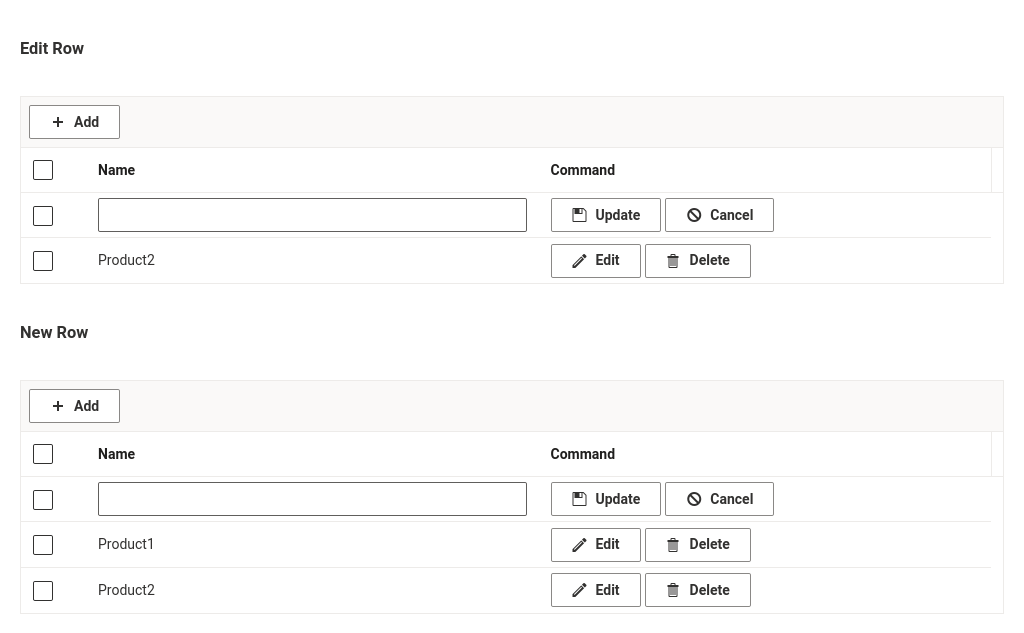 Edit Row
Add
Name Command
Update Cancel
Product2 Edit Delete
New Row
Add
Name Command
Update Cancel
Product1 Edit Delete
Product2 Edit Delete